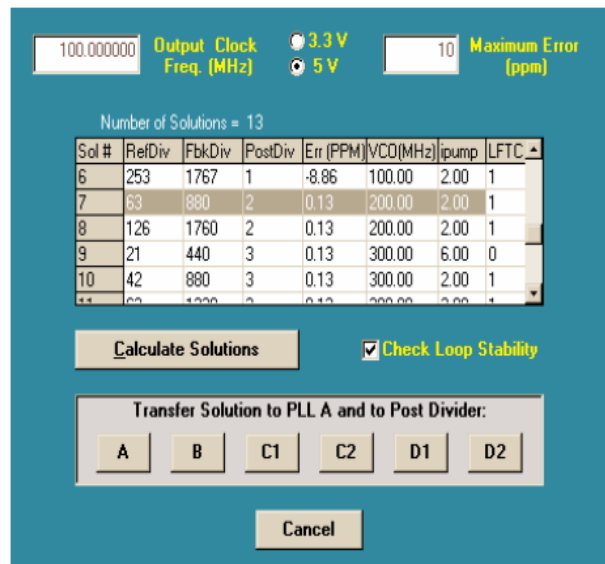 100.000000 Output Clock Freq. (MHz) 3.3 V 5 V 10 Maximum Error (ppm)
Number of Solutions = 13
Sol # RefDiv FbkDiv PostDiv Err (PPM) VCO(MHz) ipump LFTC
6 253 1767 1 -8.86 100.00 2.00 1
7 63 880 2 0.13 200.00 2.00 1
8 126 1760 2 0.13 200.00 2.00 1
9 21 440 3 0.13 300.00 6.00 0
10 42 880 3 0.13 300.00 2.00 1
Calculate Solutions Check Loop Stability
Transfer Solution to PLL A and to Post Divider:
A B C1 C2 D1 D2
Cancel